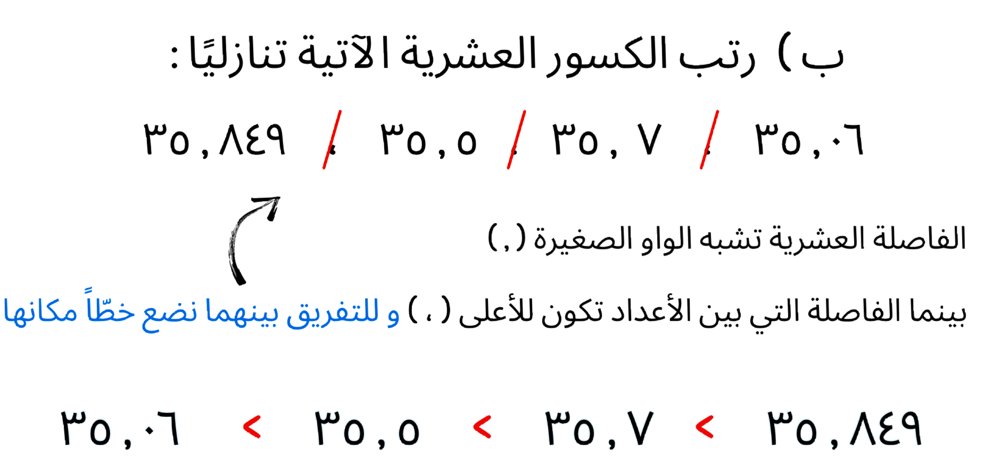 ب ) رتب الكسور العشرية الآتية تنازليًا :
٣٥,٠٦ / ٣٥,٧ / ٣٥,٥ / ٣٥,٨٤٩
الفاصلة العشرية تشبه الواو الصغيرة ( , )
بينما الفاصلة التي بين الأعداد تكون للأعلى ( ، ) و للتفريق بينهما نضع خطّاً مكانها
٣٥,٨٤٩ > ٣٥,٧ > ٣٥,٥ > ٣٥,٠٦